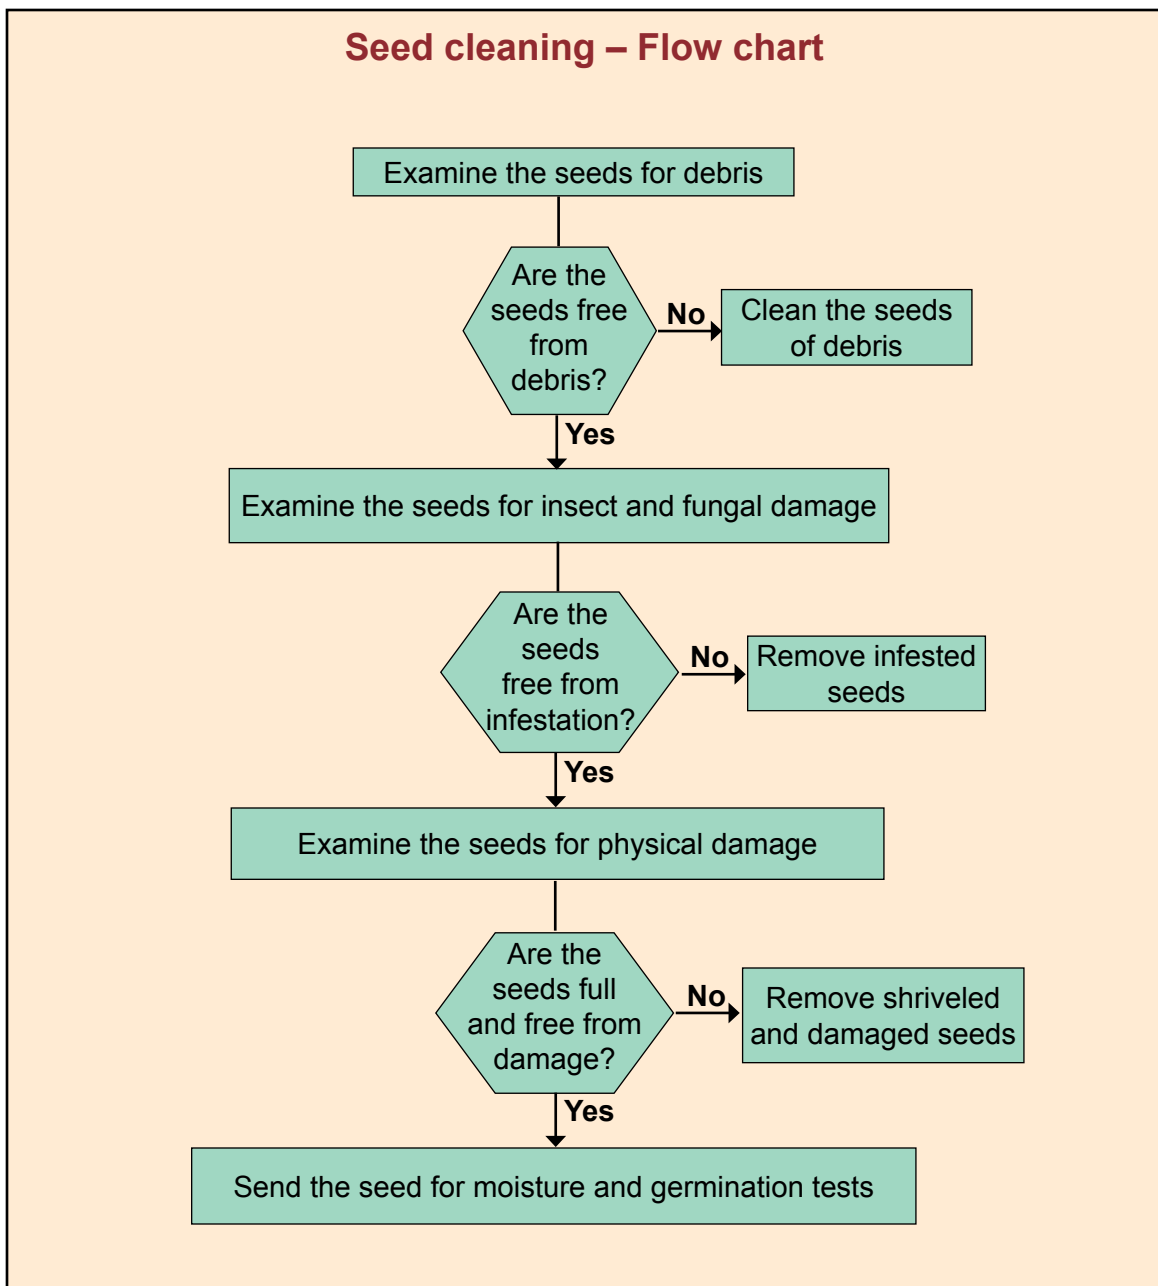 Seed cleaning – Flow chart
Examine the seeds for debris
Are the
seeds free
from
debris?
No
Clean the seeds
of debris
Yes
Examine the seeds for insect and fungal damage
Are the
seeds
free from
infestation?
No
Remove infested
seeds
Yes
Examine the seeds for physical damage
Are the
seeds full
and free from
damage?
No
Remove shriveled
and damaged seeds
Yes
Send the seed for moisture and germination tests